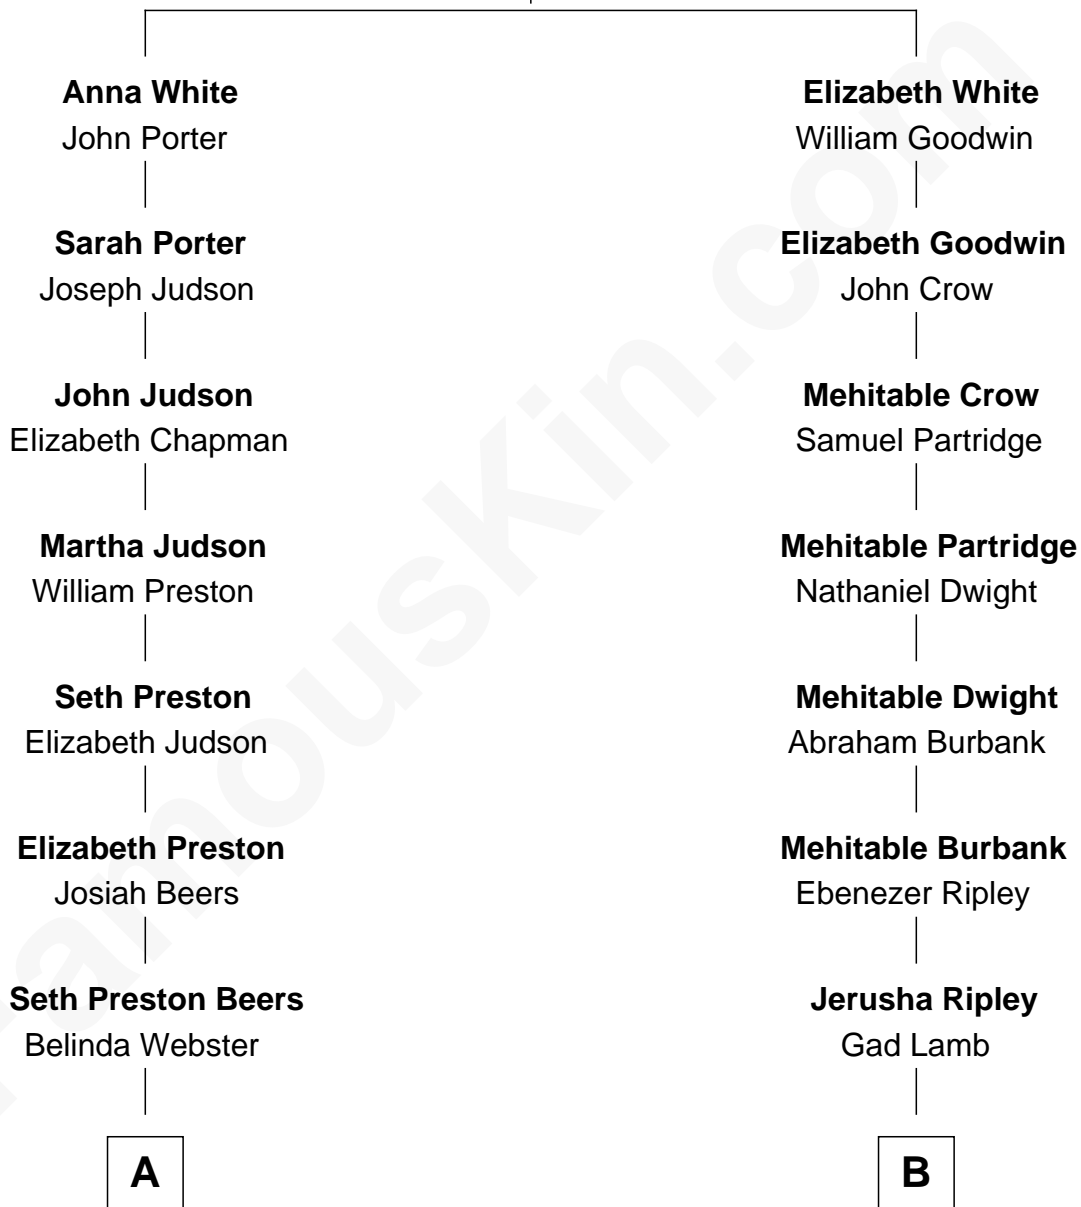 Anna White
John Porter
Sarah Porter
Joseph Judson
John Judson
Elizabeth Chapman
Martha Judson
William Preston
Seth Preston
Elizabeth Judson
Elizabeth Preston
Josiah Beers
Seth Preston Beers
Belinda Webster
A
Elizabeth White
William Goodwin
Elizabeth Goodwin
John Crow
Mehitable Crow
Samuel Partridge
Mehitable Partridge
Nathaniel Dwight
Mehitable Dwight
Abraham Burbank
Mehitable Burbank
Ebenezer Ripley
Jerusha Ripley
Gad Lamb
B
FamousKin.com